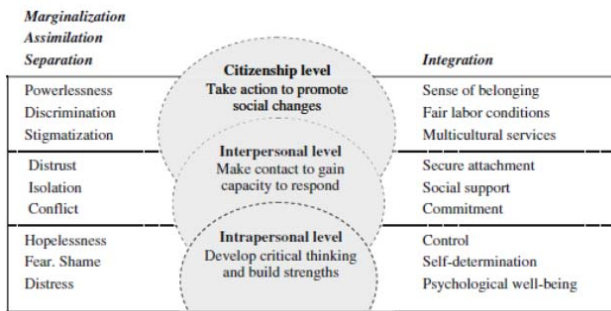 Marginalization
Assimilation
Separation
Integration
Citizenship level
Take action to promote
social changes
Powerlessness
Discrimination
Stigmatization
Sense of belonging
Fair labor conditions
Multicultural services
Interpersonal level
Make contact to gain
capacity to respond
Distrust
Isolation
Conflict
Secure attachment
Social support
Commitment
Intrapersonal level
Develop critical thinking
and build strengths
Hopelessness
Fear. Shame
Distress
Control
Self-determination
Psychological well-being